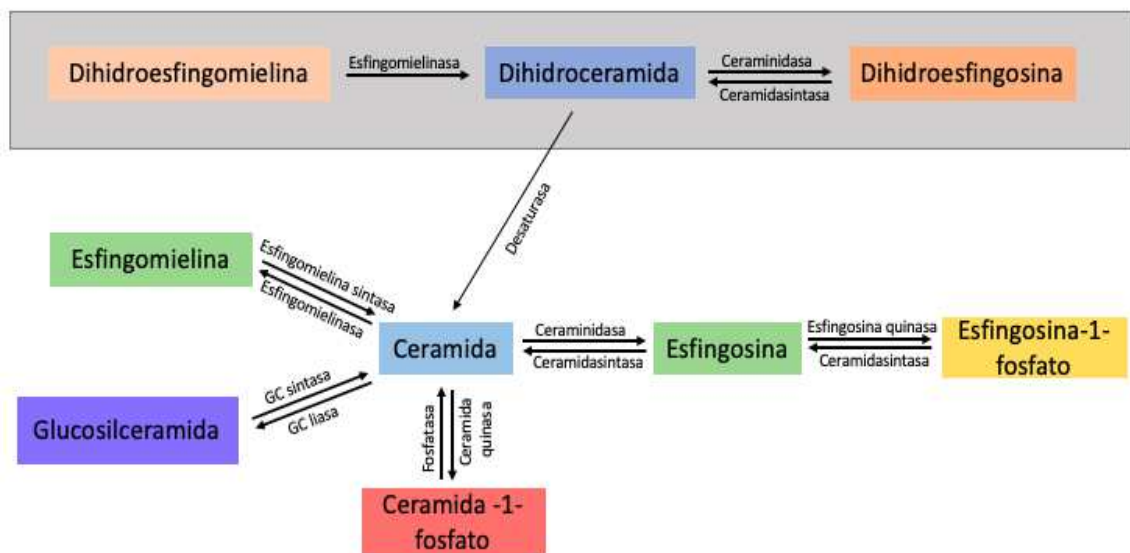 Dihidroesfingomielina
Esfingomielinasa
Dihidroceramida
Ceraminidasa
Ceramidasintasa
Dihidroesfingosina
Desaturasa
Esfingomielina
Esfingomielina sintasa
Esfingomielinasa
Ceramida
Ceraminidasa
Ceramidasintasa
Esfingosina
Esfingosina quinasa
Ceramidasintasa
Esfingosina-1-
fosfato
Glucosilceramida
GC sintasa
GC liasa
Fosfatasa
Ceramida
quinasa
Ceramida -1-
fosfato